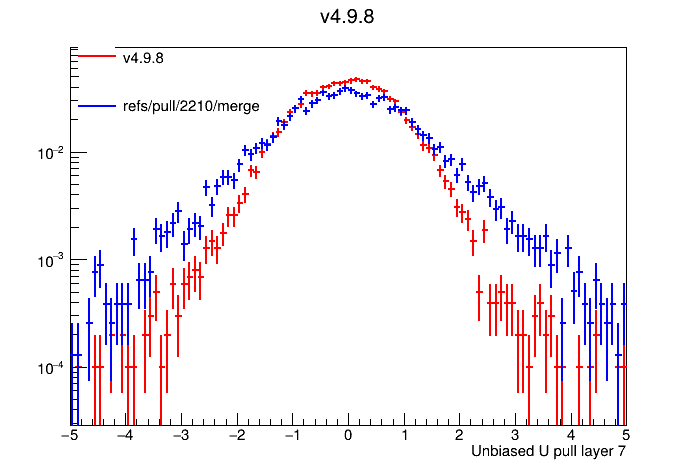 v4.9.8
v4.9.8
refs/pull/2210/merge
10−2
10−3
10−4
−5 −4 −3 −2 −1 0 1 2 3 4 5
Unbiased U pull layer 7